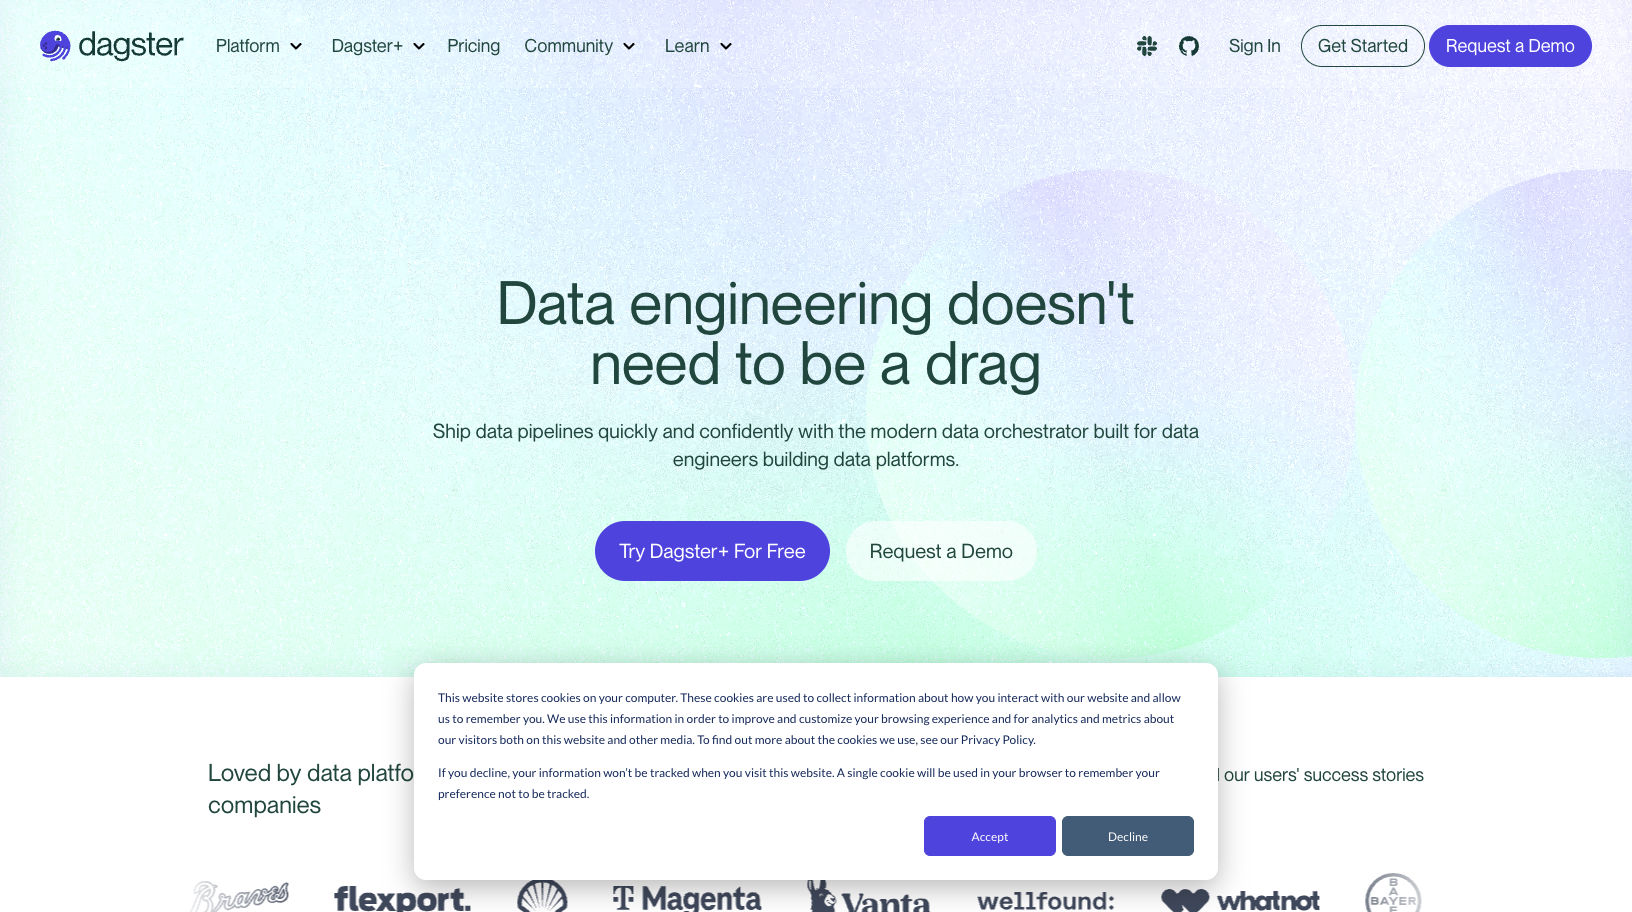 dagster Platform Dagster+ Pricing Community Learn Sign In Get Started Request a Demo
Data engineering doesn't
need to be a drag
Ship data pipelines quickly and confidently with the modern data orchestrator built for data
engineers building data platforms.
Try Dagster+ For Free Request a Demo
This website stores cookies on your computer. These cookies are used to collect information about how you interact with our website and allow
us to remember you. We use this information in order to improve and customize your browsing experience and for analytics and metrics about
our visitors both on this website and other media. To find out more about the cookies we use, see our Privacy Policy.
If you decline, your information won't be tracked when you visit this website. A single cookie will be used in your browser to remember your
preference not to be tracked.
Accept Decline
Loved by data our users' success stories
companies
Braves flexport. T Magenta Vanta wellfound: whatnot BAYER